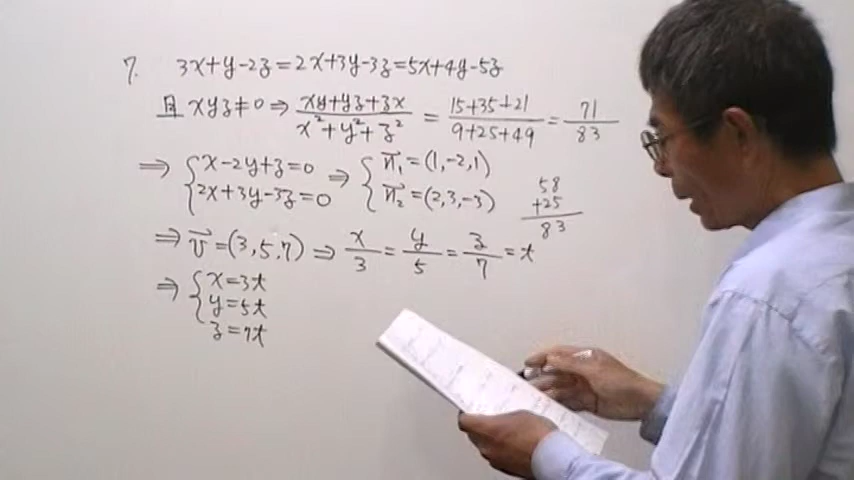 7. 3x+y-2z=2x+3y-3z=5x+4y-5z
且 xyz≠0 ⇒ (xy+yz+zx)/(x²+y²+z²) = (15+35+21)/(9+25+49) = 71/83
⇒ { x-2y+z=0 ⇒ { n₁⃗=(1,-2,1)
2x+3y-3z=0 n₂⃗=(2,3,-3)
58
+25
83
⇒ v⃗=(3,5,7) ⇒ x/3 = y/5 = z/7 = t
⇒ { x=3t
y=5t
z=7t